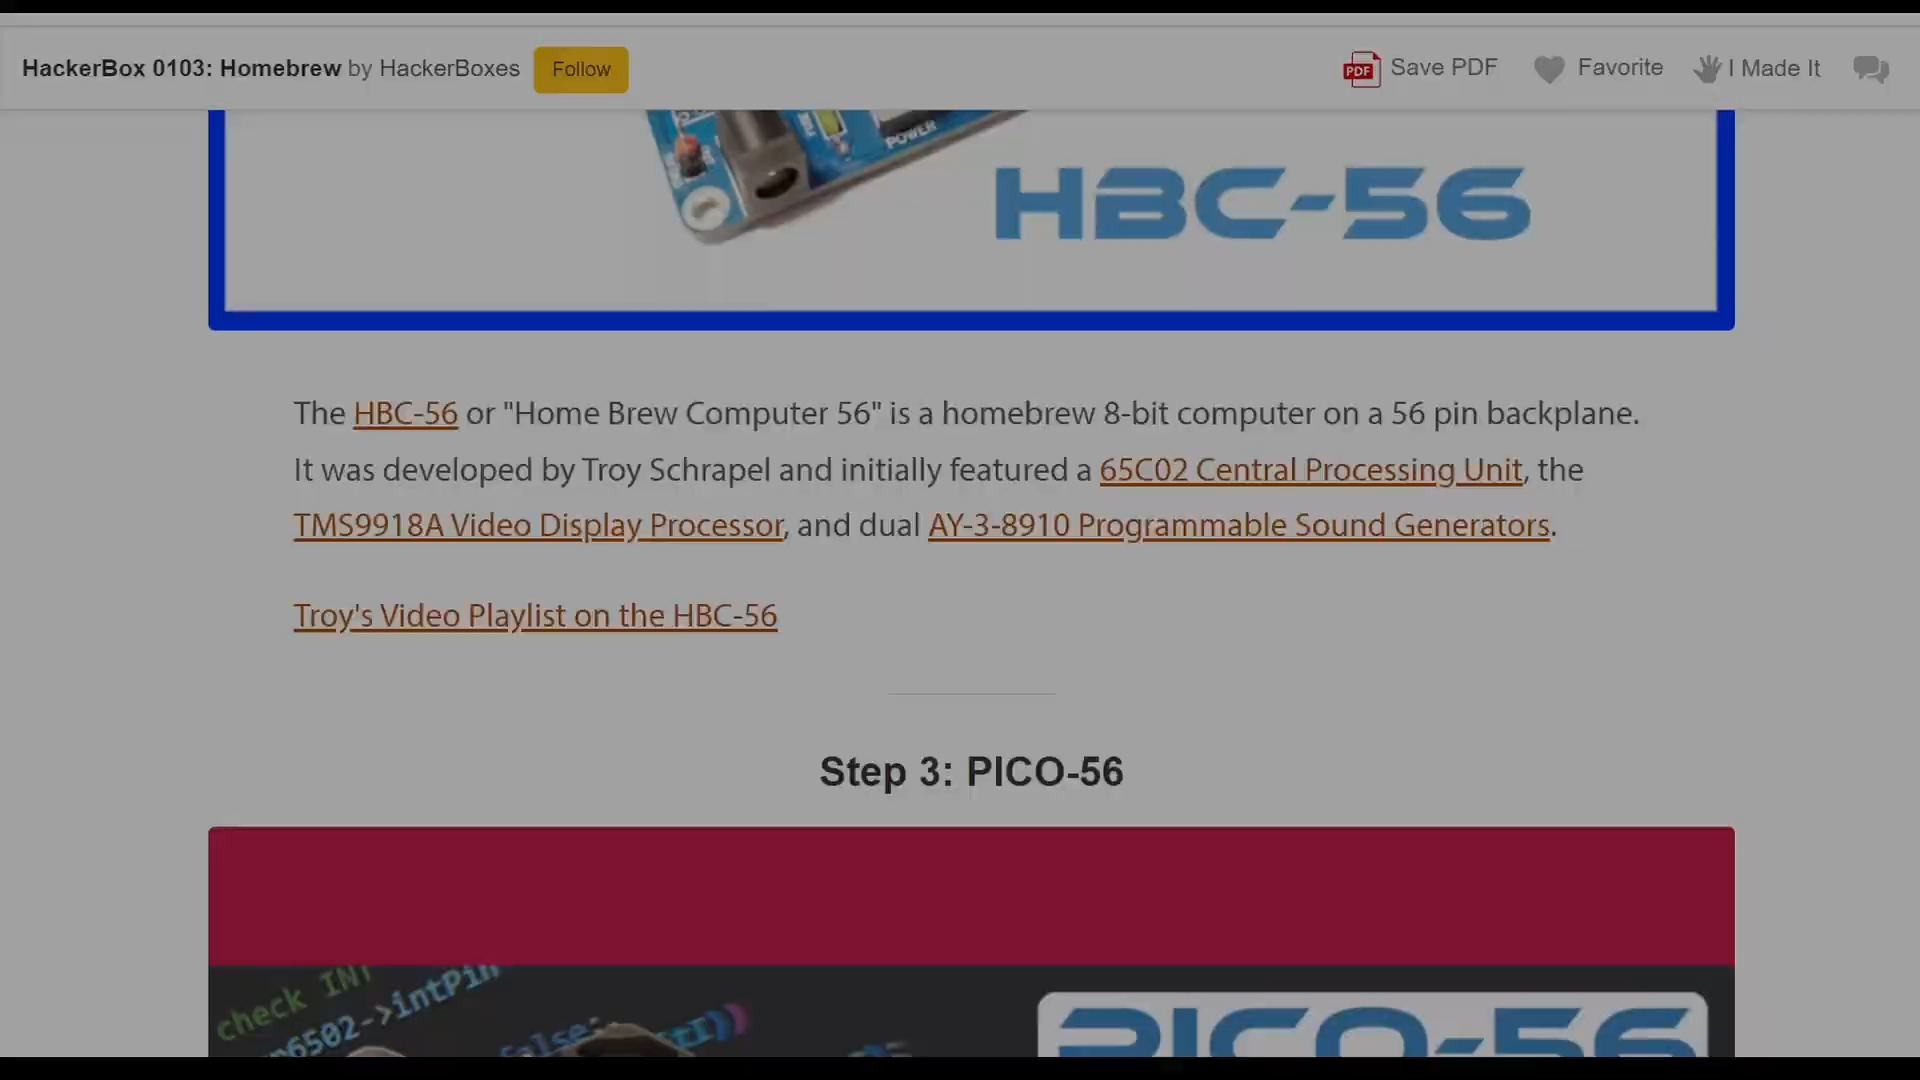 HackerBox 0103: Homebrew by HackerBoxes Follow Save PDF Favorite I Made It
POWER
HBC-56
The HBC-56 or "Home Brew Computer 56" is a homebrew 8-bit computer on a 56 pin backplane.
It was developed by Troy Schrapel and initially featured a 65C02 Central Processing Unit, the
TMS9918A Video Display Processor, and dual AY-3-8910 Programmable Sound Generators.
Troy's Video Playlist on the HBC-56
Step 3: PICO-56
check INT
6502->intPin
false;
PICO-56